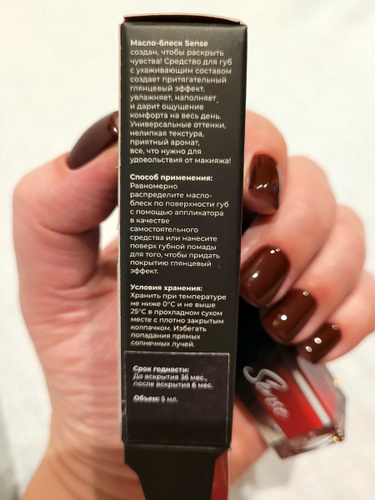 Масло-блеск Sense
создан, чтобы раскрыть
чувства! Средство для губ
с ухаживающим составом
создает притягательный
глянцевый эффект,
увлажняет, наполняет
и дарит ощущение
комфорта на весь день.
Универсальные оттенки,
нелипкая текстура,
приятный аромат,
все, что нужно для
удовольствия от макияжа!
Способ применения:
Равномерно
распределите масло-
блеск по поверхности губ
с помощью аппликатора
в качестве
самостоятельного
средства или нанесите
поверх губной помады
для того, чтобы придать
покрытию глянцевый
эффект.
Условия хранения:
Хранить при температуре
не ниже 0°С и не выше
25°С в прохладном сухом
месте с плотно закрытым
колпачком. Избегать
попадания прямых
солнечных лучей.
Срок годности:
До вскрытия 36 мес.,
после вскрытия 6 мес.
Объем: 5 мл.
Sense